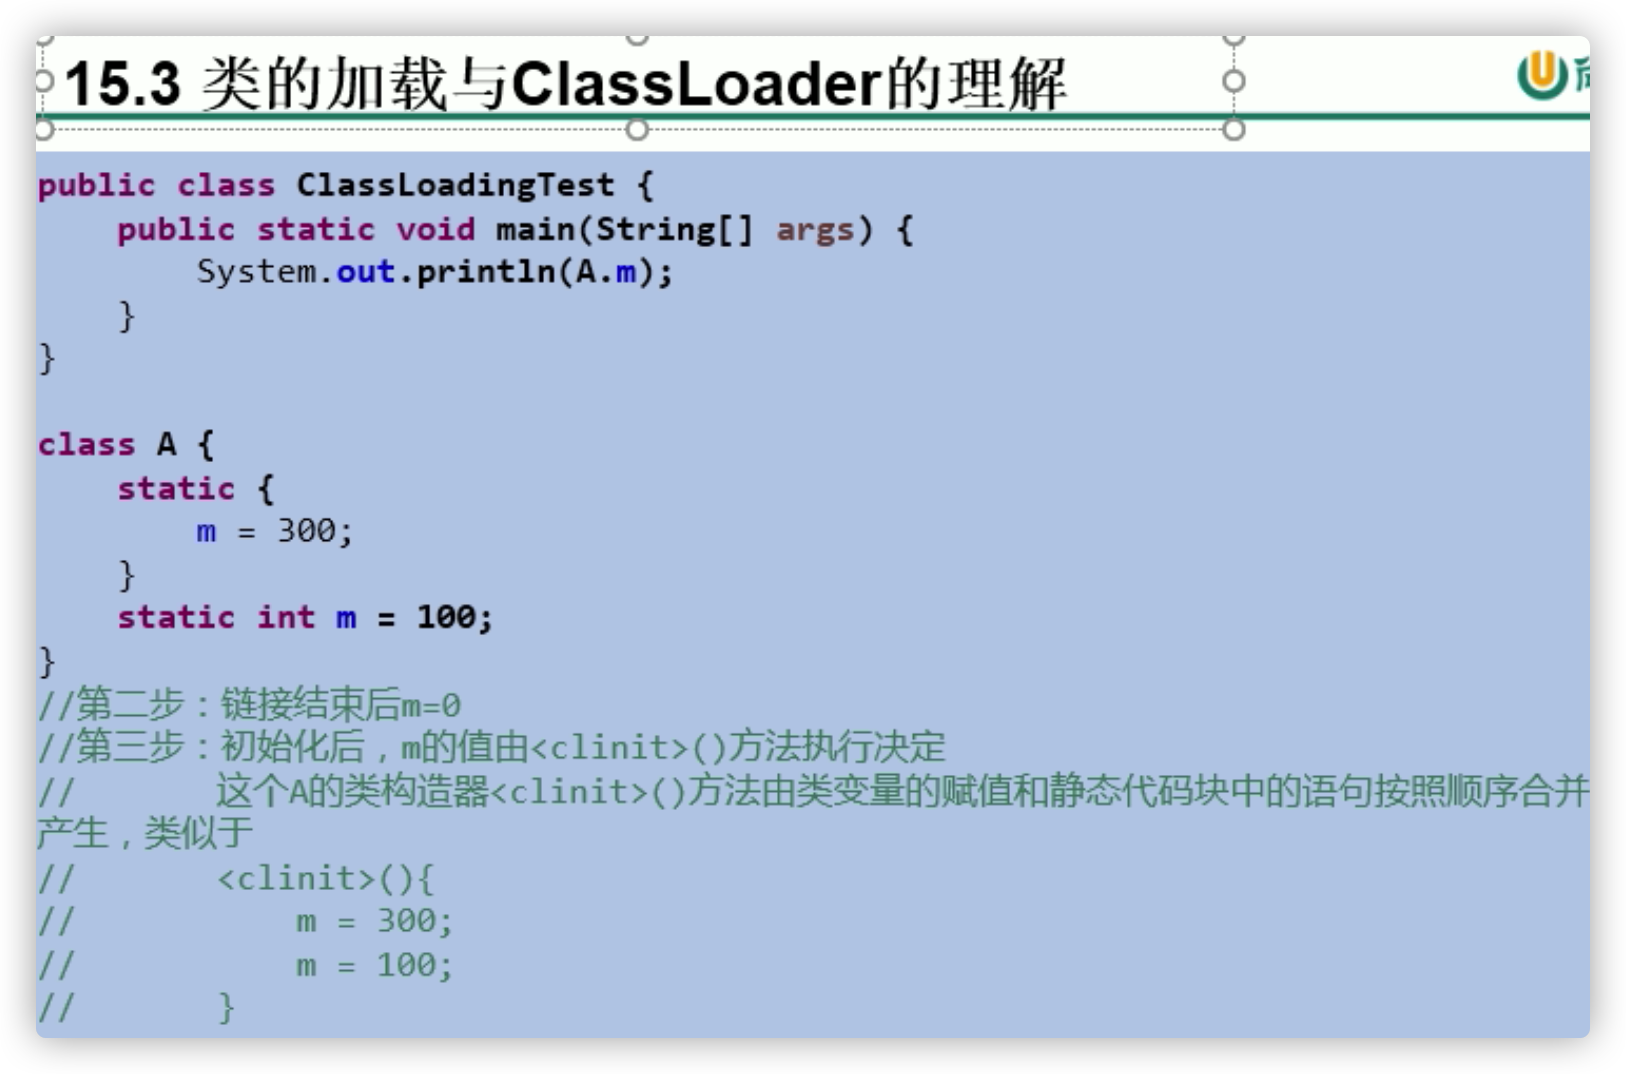 15.3 类的加载与ClassLoader的理解
public class ClassLoadingTest {
    public static void main(String[] args) {
        System.out.println(A.m);
    }
}
class A {
    static {
        m = 300;
    }
    static int m = 100;
}
//第二步：链接结束后m=0
//第三步：初始化后，m的值由<clinit>()方法执行决定
//       这个A的类构造器<clinit>()方法由类变量的赋值和静态代码块中的语句按照顺序合并
产生，类似于
//       <clinit>(){
//           m = 300;
//           m = 100;
//       }